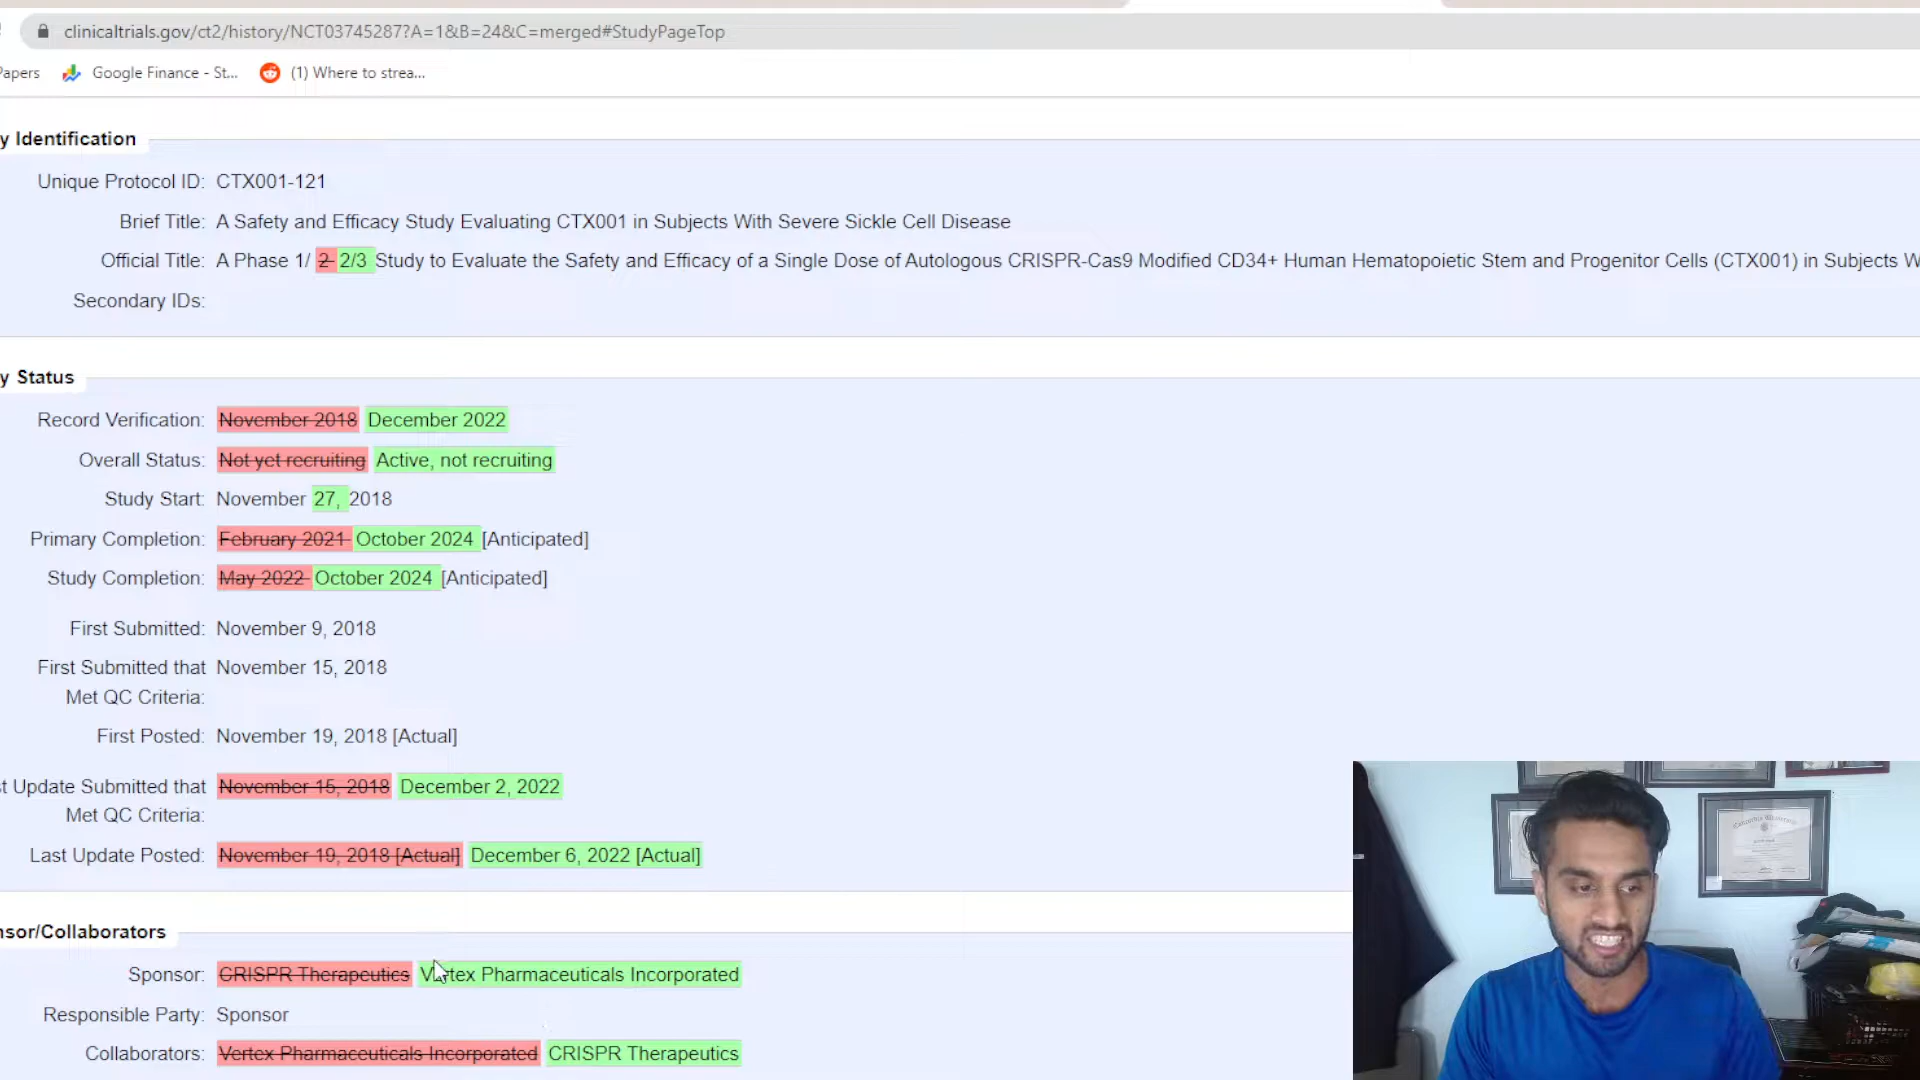 clinicaltrials.gov/ct2/history/NCT03745287?A=1&B=24&C=merged#StudyPageTop
Papers Google Finance - St... (1) Where to strea...
y Identification
Unique Protocol ID: CTX001-121
Brief Title: A Safety and Efficacy Study Evaluating CTX001 in Subjects With Severe Sickle Cell Disease
Official Title: A Phase 1/ 2 2/3 Study to Evaluate the Safety and Efficacy of a Single Dose of Autologous CRISPR-Cas9 Modified CD34+ Human Hematopoietic Stem and Progenitor Cells (CTX001) in Subjects W
Secondary IDs:
y Status
Record Verification: November 2018 December 2022
Overall Status: Not yet recruiting Active, not recruiting
Study Start: November 27, 2018
Primary Completion: February 2021 October 2024 [Anticipated]
Study Completion: May 2022 October 2024 [Anticipated]
First Submitted: November 9, 2018
First Submitted that November 15, 2018
Met QC Criteria:
First Posted: November 19, 2018 [Actual]
st Update Submitted that November 15, 2018 December 2, 2022
Met QC Criteria:
Last Update Posted: November 19, 2018 [Actual] December 6, 2022 [Actual]
nsor/Collaborators
Sponsor: CRISPR Therapeutics Vertex Pharmaceuticals Incorporated
Responsible Party: Sponsor
Collaborators: Vertex Pharmaceuticals Incorporated CRISPR Therapeutics